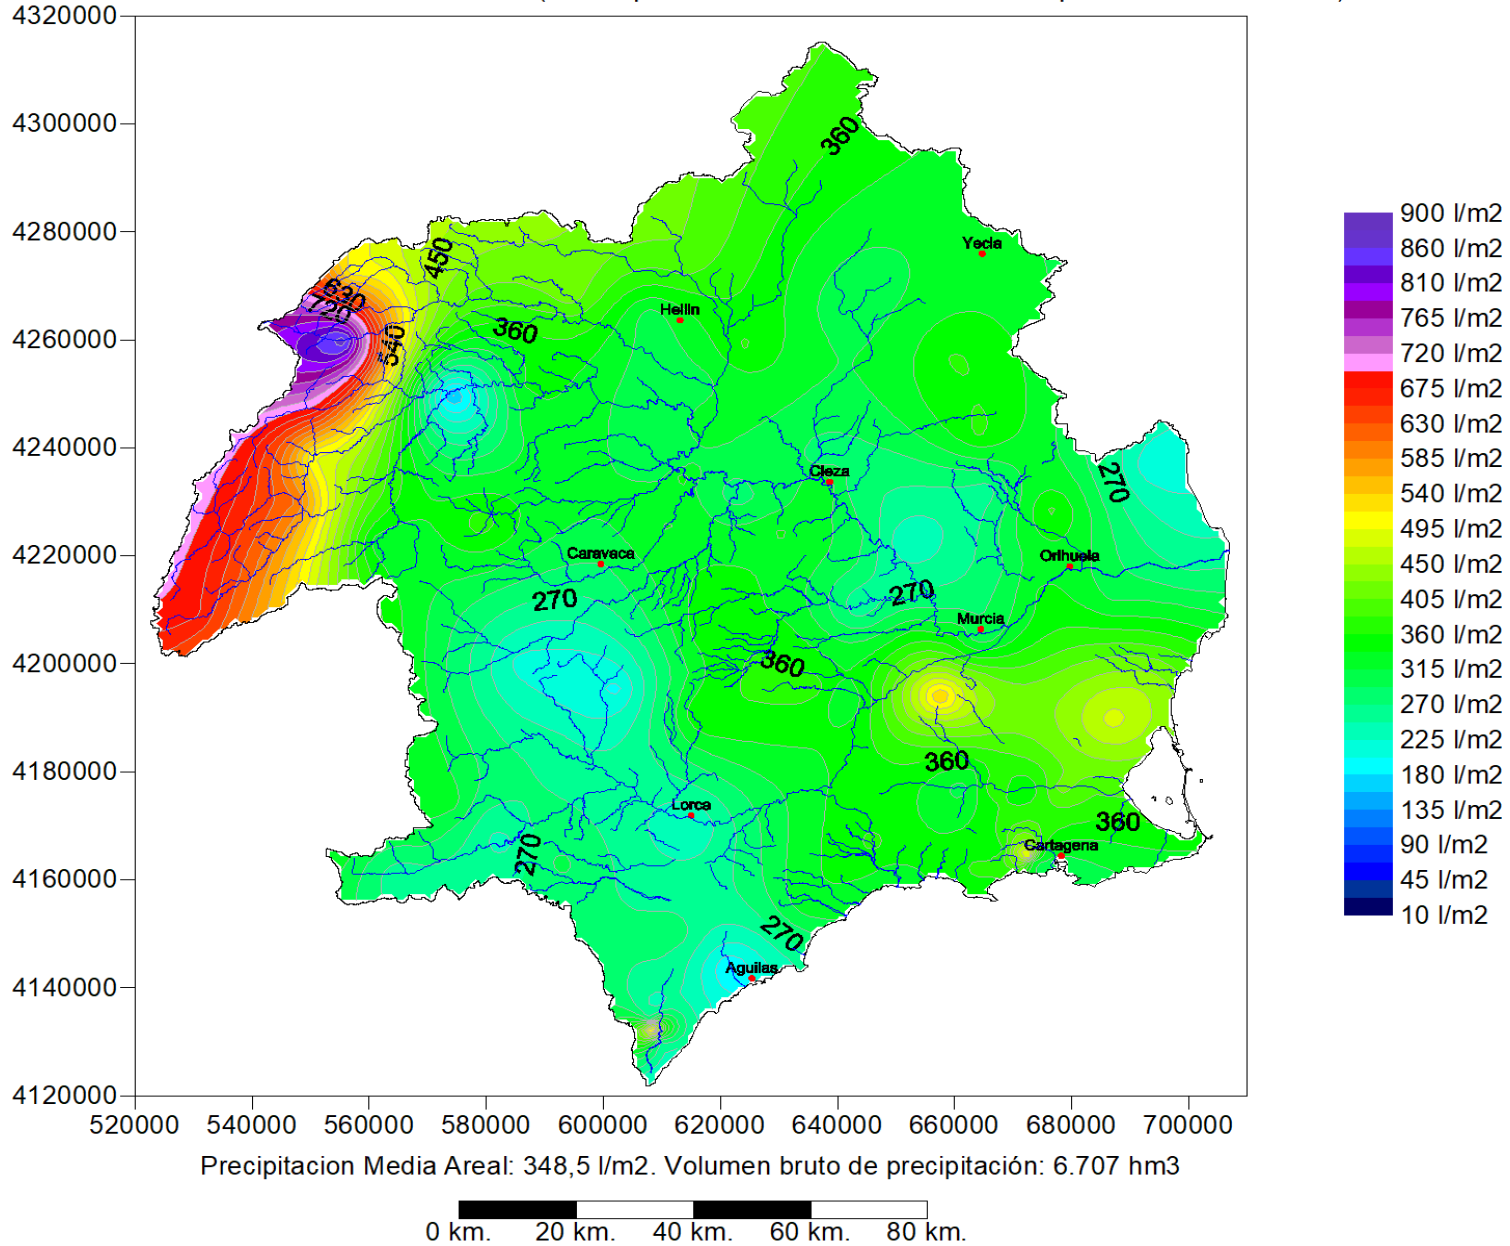 4320000
4300000
4280000
4260000
4240000
4220000
4200000
4180000
4160000
4140000
4120000
520000 540000 560000 580000 600000 620000 640000 660000 680000 700000
360
Yecla
450
630
720
540
360
Hellin
Cieza
270
Caravaca
Orihuela
270
270
Murcia
360
360
Lorca
360
270
Cartagena
270
Aguilas
900 l/m2
860 l/m2
810 l/m2
765 l/m2
720 l/m2
675 l/m2
630 l/m2
585 l/m2
540 l/m2
495 l/m2
450 l/m2
405 l/m2
360 l/m2
315 l/m2
270 l/m2
225 l/m2
180 l/m2
135 l/m2
90 l/m2
45 l/m2
10 l/m2
Precipitacion Media Areal: 348,5 l/m2. Volumen bruto de precipitación: 6.707 hm3
0 km. 20 km. 40 km. 60 km. 80 km.